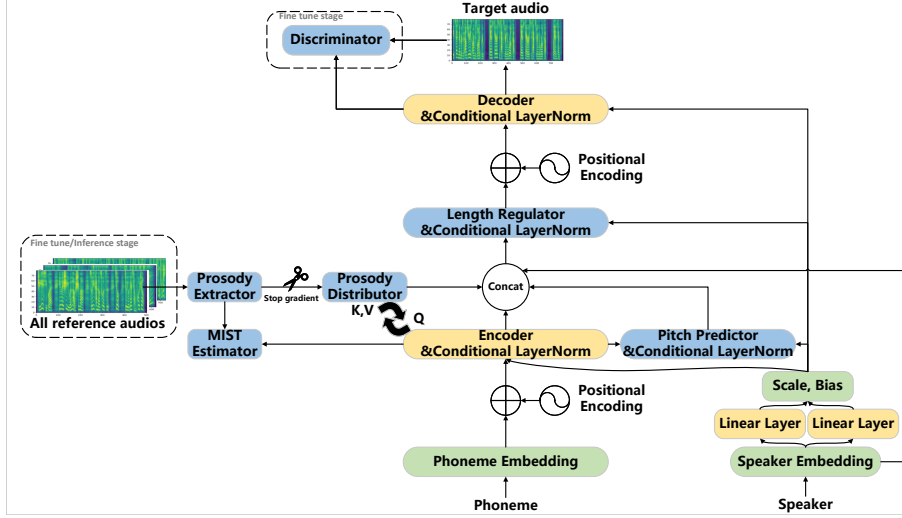 Target audio
Fine tune stage
Discriminator
Decoder
&Conditional LayerNorm
Positional
Encoding
Length Regulator
&Conditional LayerNorm
Fine tune/Inference stage
All reference audios
Prosody
Extractor
Stop gradient
Prosody
Distributor
Concat
K,V
Q
MIST
Estimator
Encoder
&Conditional LayerNorm
Pitch Predictor
&Conditional LayerNorm
Positional
Encoding
Scale, Bias
Linear Layer
Linear Layer
Phoneme Embedding
Speaker Embedding
Phoneme
Speaker